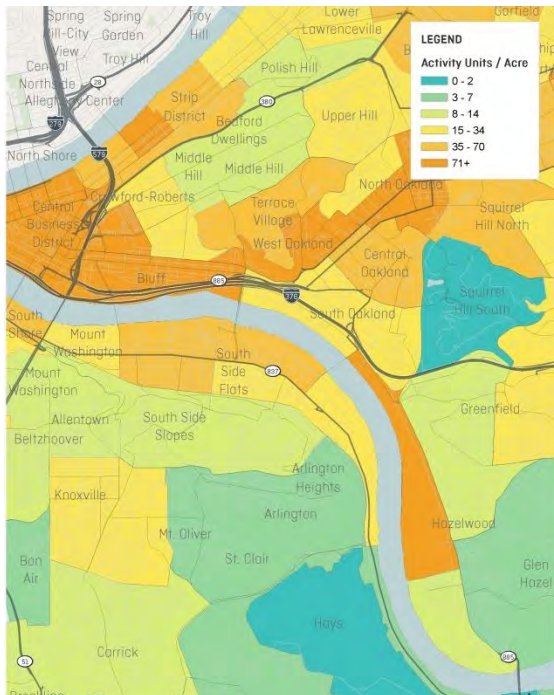 Spring
Hill-City
View
Spring
Garden
Troy
Hill
Troy Hill
Central
Northside
Allegheny Center
28
279
North Shore
579
Lower
Lawrenceville
Garfield
LEGEND
Activity Units / Acre
0 - 2
3 - 7
8 - 14
15 - 34
35 - 70
71+
Polish Hill
380
Strip
District
Bedford
Dwellings
Upper Hill
Middle
Hill
Middle Hill
Crawford-Roberts
Central
Business
District
Terrace
Village
West Oakland
North Oakland
Squirrel
Hill North
Central
Oakland
Bluff
885
376
South Oakland
Squirrel
Hill South
South
Shore
Mount
Washington
South
Side
Flats
837
Mount
Washington
Allentown
Beltzhoover
South Side
Slopes
Greenfield
Arlington
Heights
Arlington
Knoxville
Mt. Oliver
St. Clair
Hazelwood
Bon
Air
Glen
Hazel
Hays
Carrick
51
885